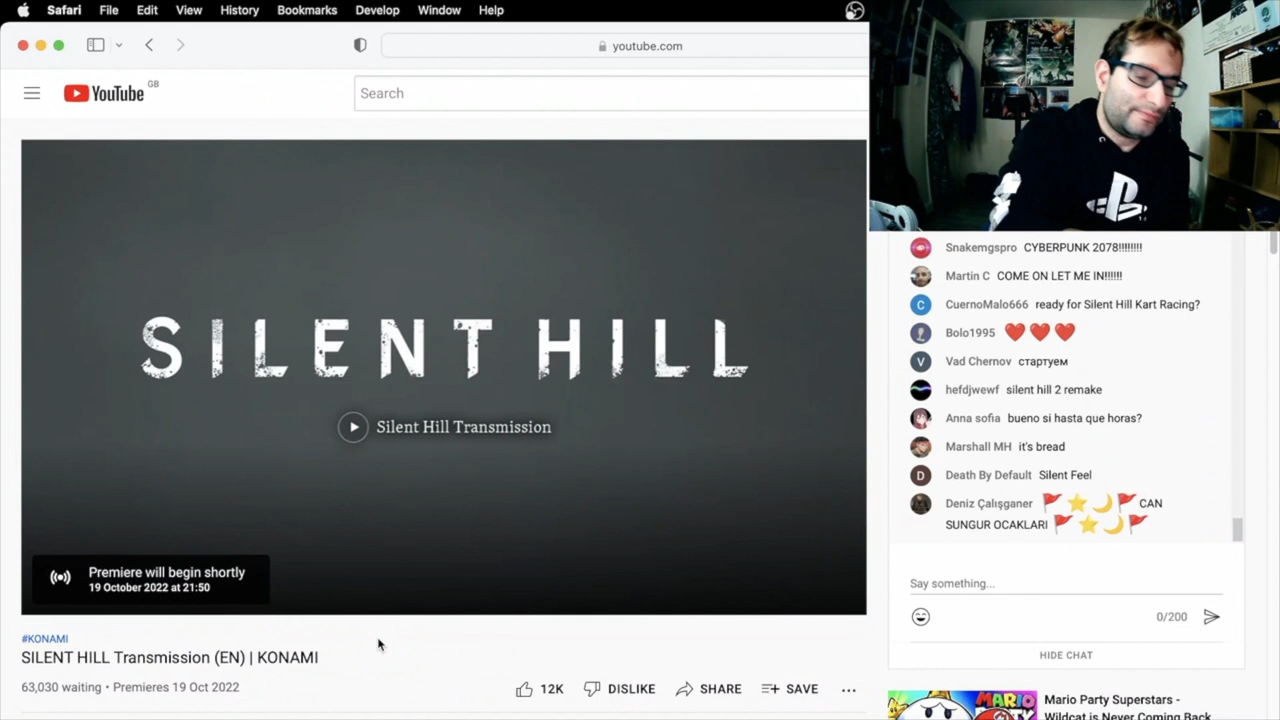 Safari File Edit View History Bookmarks Develop Window Help
youtube.com
YouTube GB
Search
SILENT HILL
Silent Hill Transmission
Premiere will begin shortly
19 October 2022 at 21:50
#KONAMI
SILENT HILL Transmission (EN) | KONAMI
63,030 waiting • Premieres 19 Oct 2022
12K DISLIKE SHARE SAVE
Snakemgspro CYBERPUNK 2078!!!!!!!!
Martin C COME ON LET ME IN!!!!!!
CuernoMalo666 ready for Silent Hill Kart Racing?
Bolo1995 ❤️ ❤️ ❤️
V Vad Chernov стартуем
hefdjwewf silent hill 2 remake
Anna sofia bueno si hasta que horas?
Marshall MH it's bread
D Death By Default Silent Feel
Deniz Çalışganer 🚩⭐🌙🚩 CAN
SUNGUR OCAKLARI 🚩⭐🌙🚩
Say something...
0/200
HIDE CHAT
MARIO
Mario Party Superstars -
Wildcat is Never Coming Back